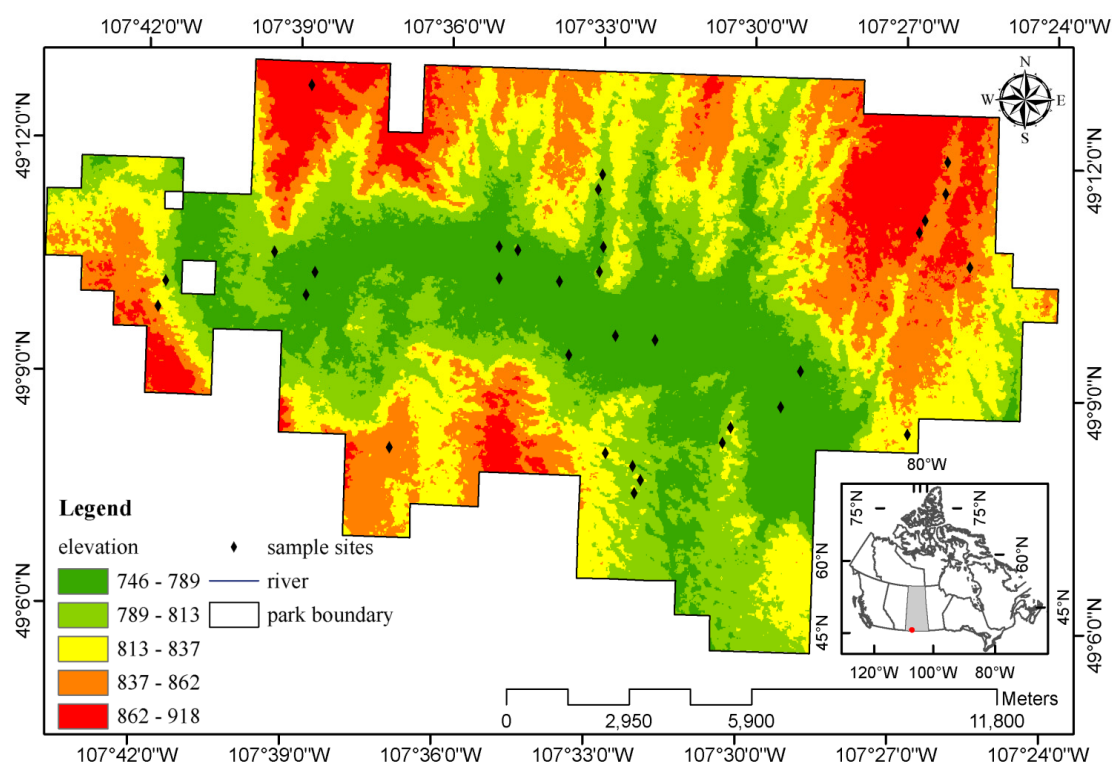 107°42'0"W 107°39'0"W 107°36'0"W 107°33'0"W 107°30'0"W 107°27'0"W 107°24'0"W
N
W E
S
49°12'0"N
49°12'0"N
49°9'0"N
49°9'0"N
49°6'0"N
49°6'0"N
Legend
elevation
746 - 789
789 - 813
813 - 837
837 - 862
862 - 918
sample sites
river
park boundary
80°W
75°N 75°N
60°N 60°N
45°N 45°N
120°W 100°W 80°W
Meters
0 2,950 5,900 11,800
107°42'0"W 107°39'0"W 107°36'0"W 107°33'0"W 107°30'0"W 107°27'0"W 107°24'0"W